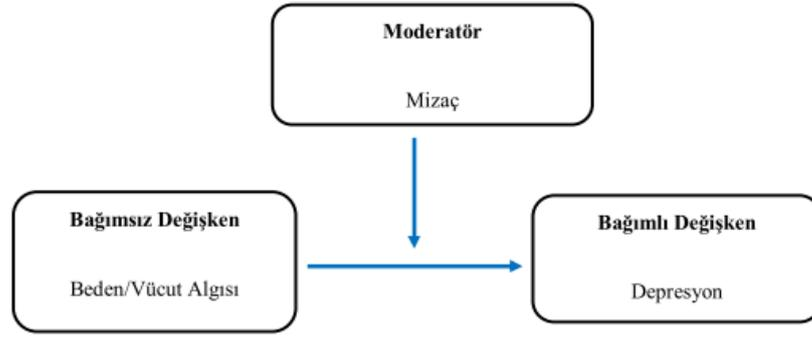 Moderatör
Mizaç
Bağımsız Değişken
Beden/Vücut Algısı
Bağımlı Değişken
Depresyon